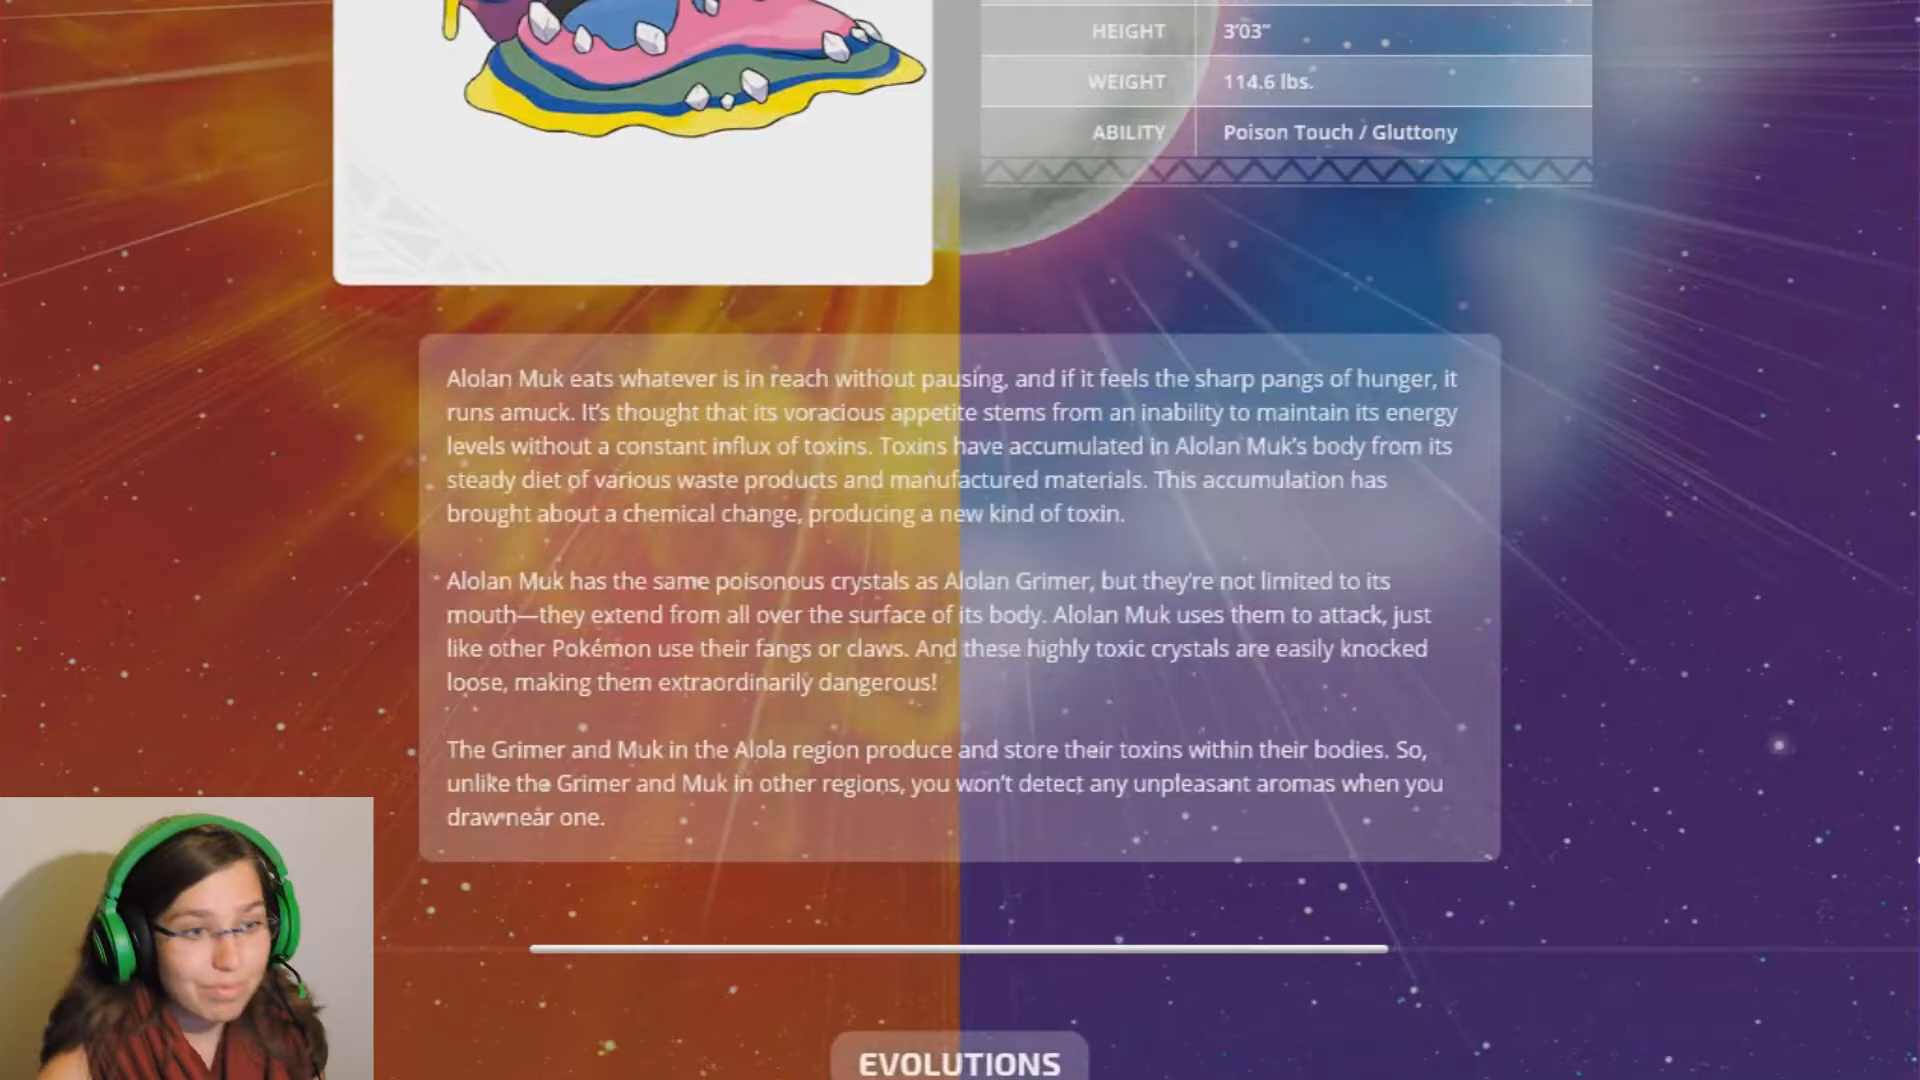 HEIGHT 3'03"
WEIGHT 114.6 lbs.
ABILITY Poison Touch / Gluttony
Alolan Muk eats whatever is in reach without pausing, and if it feels the sharp pangs of hunger, it
runs amuck. It's thought that its voracious appetite stems from an inability to maintain its energy
levels without a constant influx of toxins. Toxins have accumulated in Alolan Muk's body from its
steady diet of various waste products and manufactured materials. This accumulation has
brought about a chemical change, producing a new kind of toxin.
Alolan Muk has the same poisonous crystals as Alolan Grimer, but they're not limited to its
mouth—they extend from all over the surface of its body. Alolan Muk uses them to attack, just
like other Pokémon use their fangs or claws. And these highly toxic crystals are easily knocked
loose, making them extraordinarily dangerous!
The Grimer and Muk in the Alola region produce and store their toxins within their bodies. So,
unlike the Grimer and Muk in other regions, you won't detect any unpleasant aromas when you
draw near one.
EVOLUTIONS